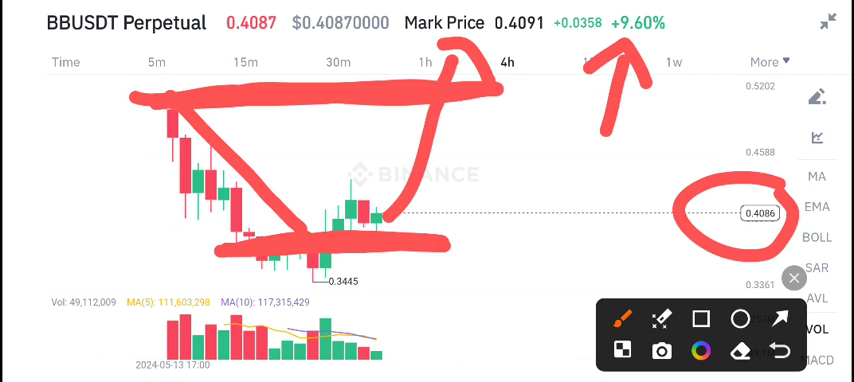 BBUSDT Perpetual 0.4087 $0.40870000 Mark Price 0.4091 +0.0358 +9.60%
Time 5m 15m 30m 1h 4h 1w More
0.5202
0.4588
BINANCE
MA
EMA
0.4086
BOLL
SAR
0.3445
0.3361
AVL
Vol: 49,112,009 MA(5): 111,603,298 MA(10): 117,315,429
VOL
MACD
2024-05-13 17:00